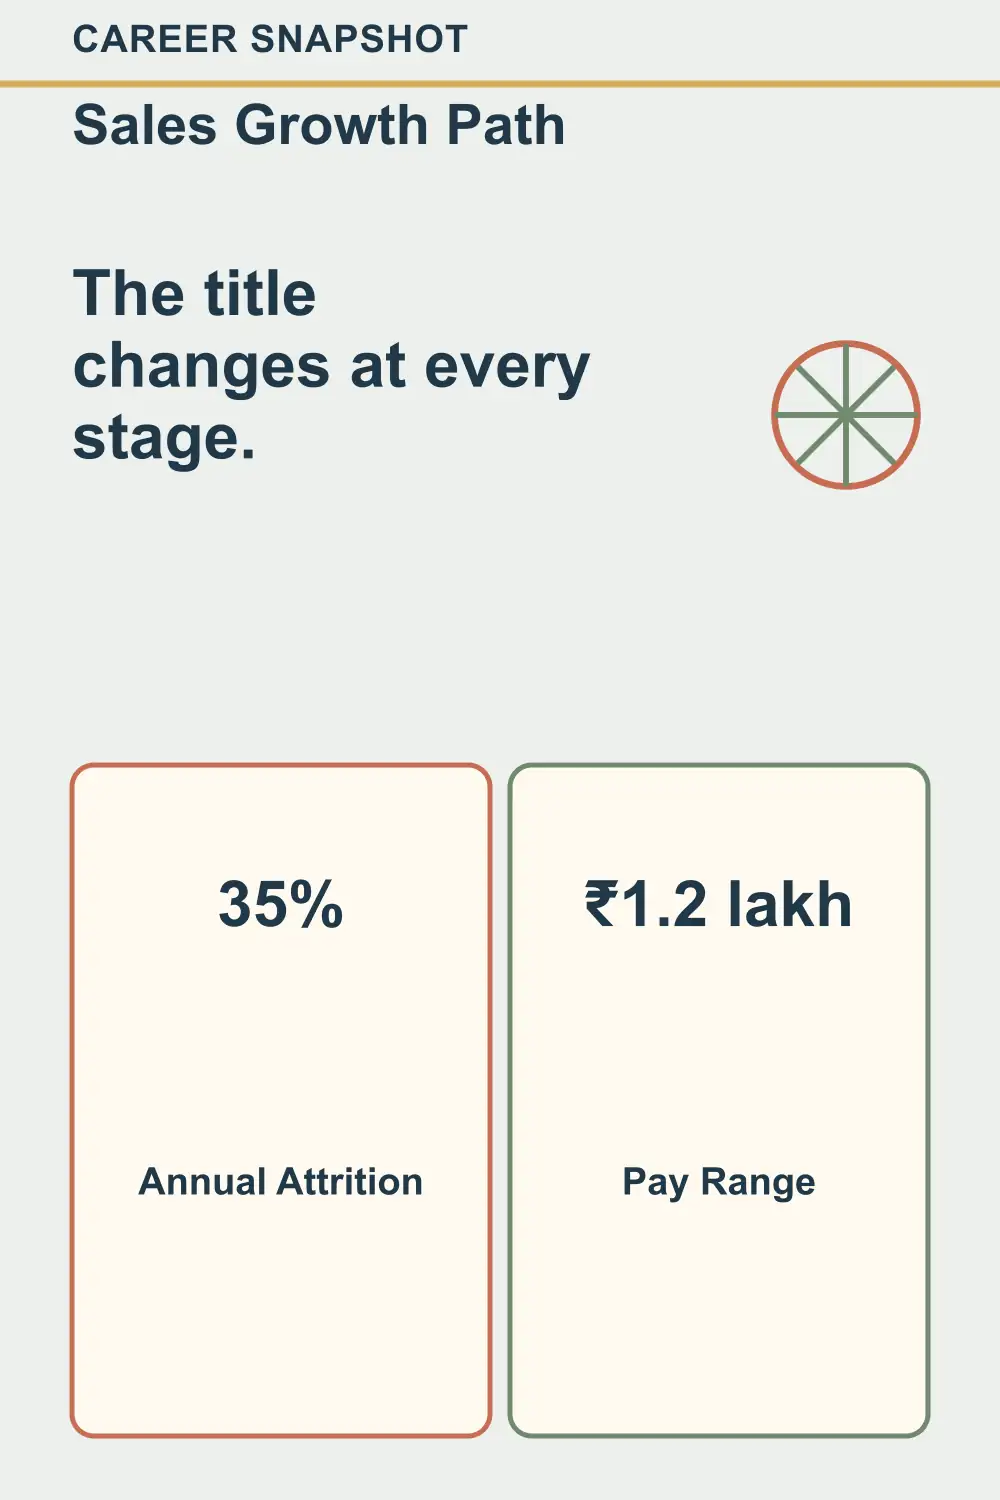 CAREER SNAPSHOT
Sales Growth Path
The title
changes at every
stage.
35%
Annual Attrition
₹1.2 lakh
Pay Range